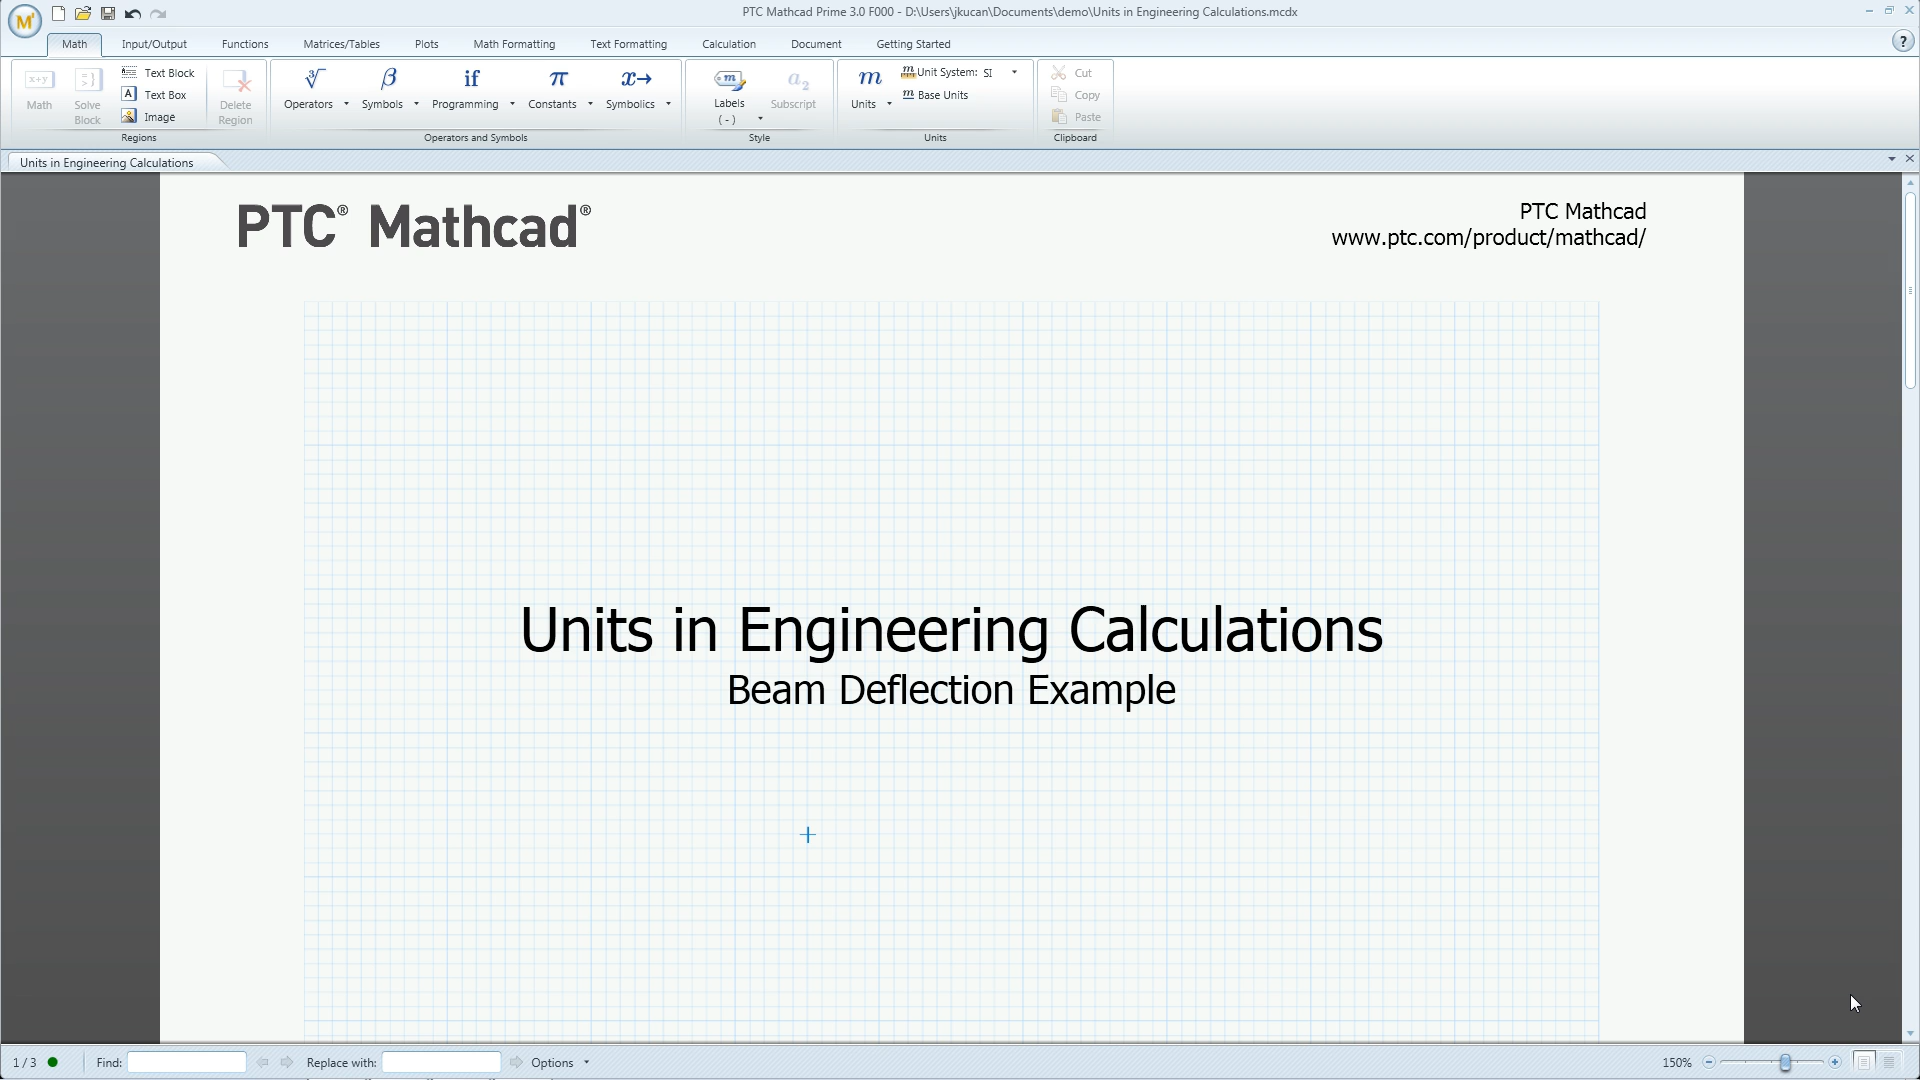 PTC Mathcad Prime 3.0 F000 - D:\Users\jkucan\Documents\demo\Units in Engineering Calculations.mcdx
Math Input/Output Functions Matrices/Tables Plots Math Formatting Text Formatting Calculation Document Getting Started
Math
Solve
Block
Text Block
Text Box
Image
Delete
Region
Regions
Operators Symbols Programming Constants Symbolics
Operators and Symbols
Labels
( - )
Subscript
Style
Units
Unit System: SI
Base Units
Units
Cut
Copy
Paste
Clipboard
Units in Engineering Calculations
PTC® Mathcad®
PTC Mathcad
www.ptc.com/product/mathcad/
Units in Engineering Calculations
Beam Deflection Example
1 / 3 Find: Replace with: Options 150%